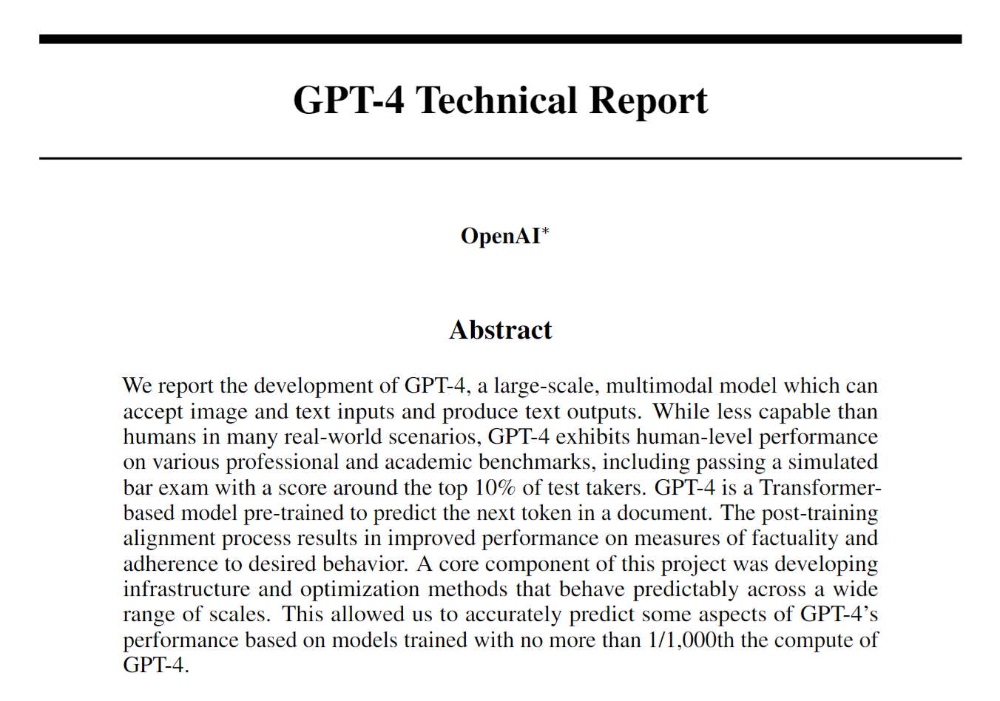 GPT-4 Technical Report
OpenAI*
Abstract
We report the development of GPT-4, a large-scale, multimodal model which can
accept image and text inputs and produce text outputs. While less capable than
humans in many real-world scenarios, GPT-4 exhibits human-level performance
on various professional and academic benchmarks, including passing a simulated
bar exam with a score around the top 10% of test takers. GPT-4 is a Transformer-
based model pre-trained to predict the next token in a document. The post-training
alignment process results in improved performance on measures of factuality and
adherence to desired behavior. A core component of this project was developing
infrastructure and optimization methods that behave predictably across a wide
range of scales. This allowed us to accurately predict some aspects of GPT-4’s
performance based on models trained with no more than 1/1,000th the compute of
GPT-4.